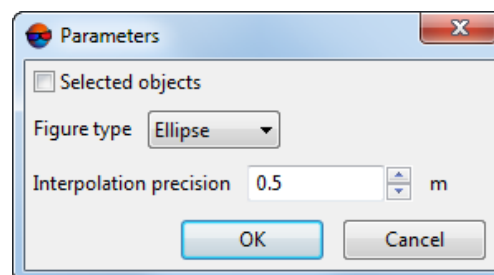 Parameters
Selected objects
Figure type Ellipse
Interpolation precision 0.5 m
OK Cancel